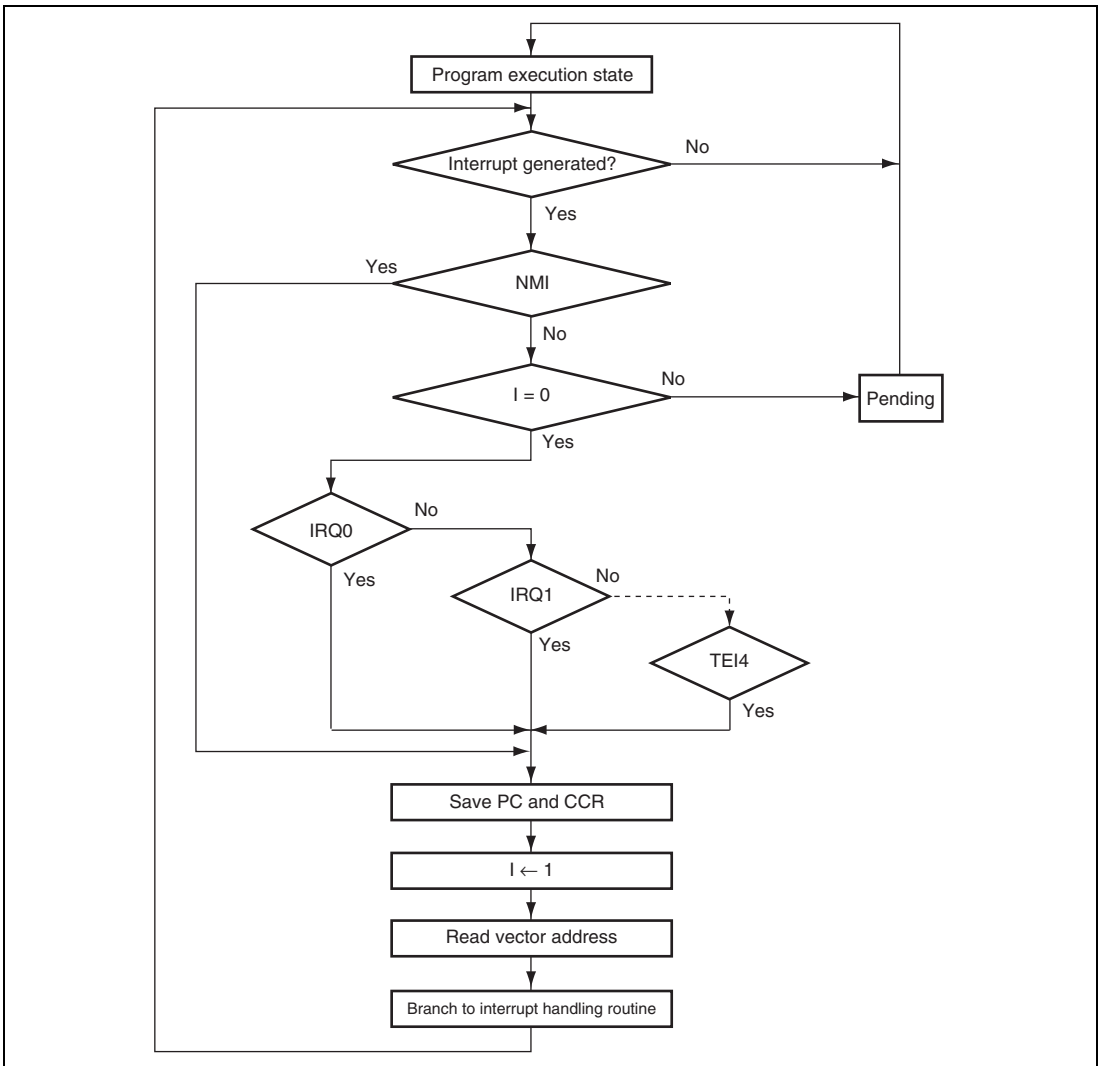 Program execution state
Interrupt generated?
No
Yes
Yes
NMI
No
I = 0
No
Pending
Yes
IRQ0
No
Yes
IRQ1
No
Yes
TEI4
Yes
Save PC and CCR
I ← 1
Read vector address
Branch to interrupt handling routine